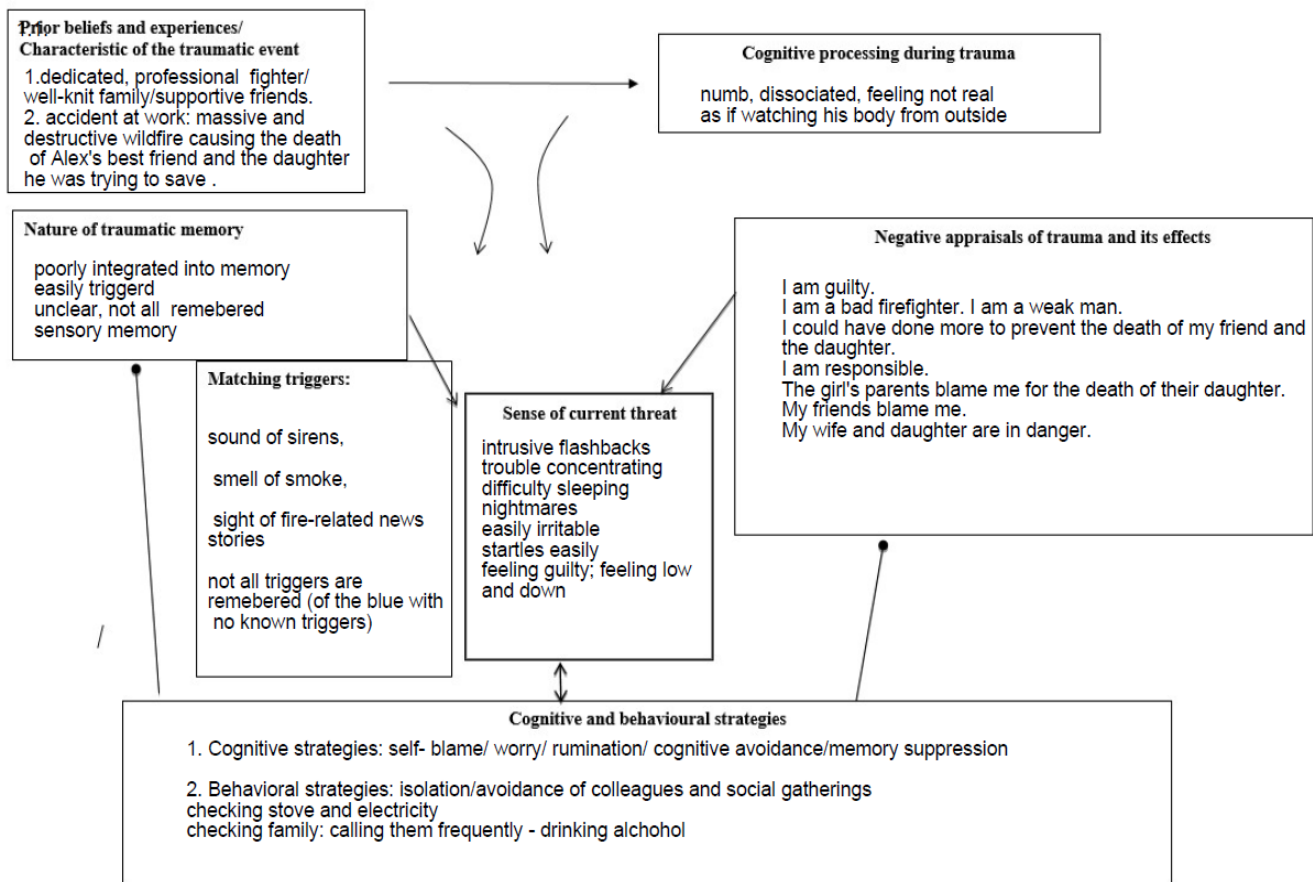 Prior beliefs and experiences/
Characteristic of the traumatic event
1.dedicated, professional fighter/
well-knit family/supportive friends.
2. accident at work: massive and
destructive wildfire causing the death
of Alex's best friend and the daughter
he was trying to save .
Cognitive processing during trauma
numb, dissociated, feeling not real
as if watching his body from outside
Nature of traumatic memory
poorly integrated into memory
easily triggerd
unclear, not all remebered
sensory memory
Negative appraisals of trauma and its effects
I am guilty.
I am a bad firefighter. I am a weak man.
I could have done more to prevent the death of my friend and
the daughter.
I am responsible.
The girl's parents blame me for the death of their daughter.
My friends blame me.
My wife and daughter are in danger.
Matching triggers:
sound of sirens,
smell of smoke,
sight of fire-related news
stories
not all triggers are
remebered (of the blue with
no known triggers)
Sense of current threat
intrusive flashbacks
trouble concentrating
difficulty sleeping
nightmares
easily irritable
startles easily
feeling guilty; feeling low
and down
Cognitive and behavioural strategies
1. Cognitive strategies: self- blame/ worry/ rumination/ cognitive avoidance/memory suppression
2. Behavioral strategies: isolation/avoidance of colleagues and social gatherings
checking stove and electricity
checking family: calling them frequently - drinking alchohol